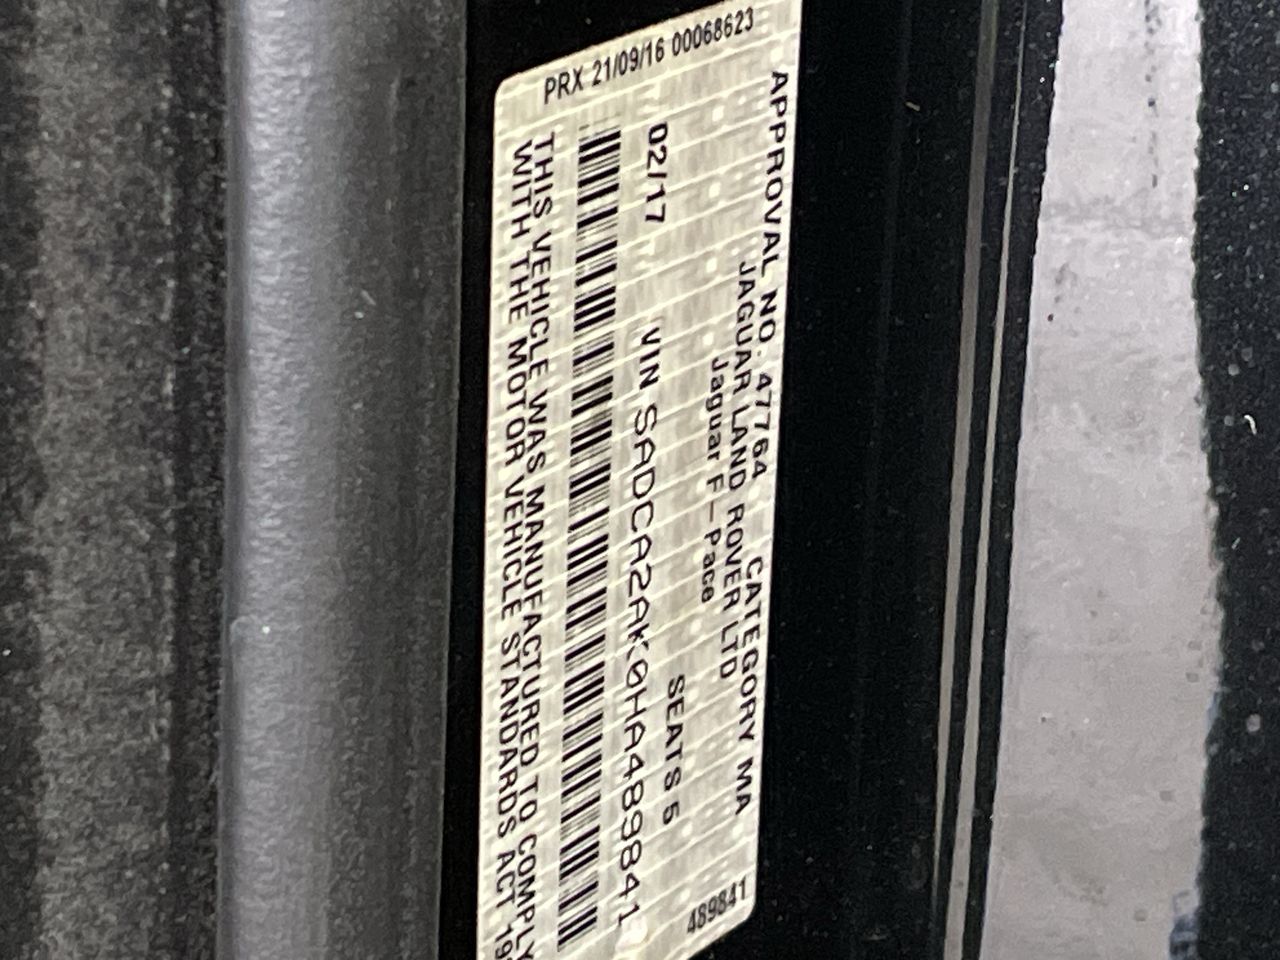 PRX 21/09/16 00068623
APPROVAL NO. 47764 CATEGORY MA
JAGUAR LAND ROVER LTD
Jaguar F-Pace
02/17 SEATS 5
VIN SADCA2AK0HA489841
THIS VEHICLE WAS MANUFACTURED TO COMPLY
WITH THE MOTOR VEHICLE STANDARDS ACT 19
489841